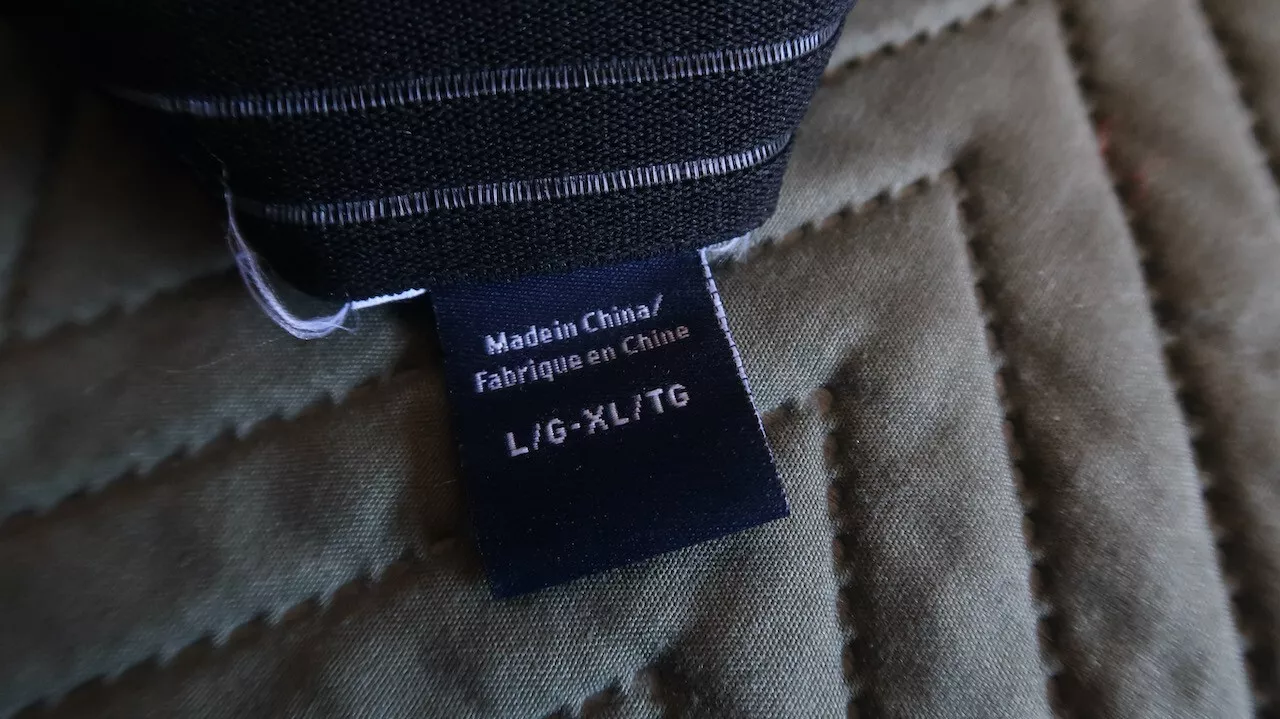 Made in China/
Fabrique en Chine
L/G-XL/TG